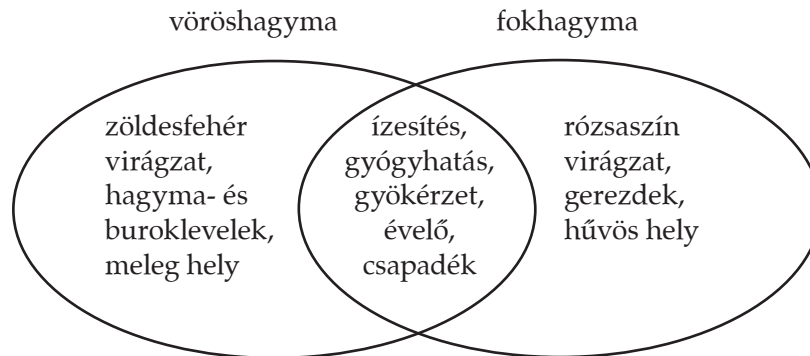 vöröshagyma
fokhagyma
zöldesfehér
virágzat,
hagyma- és
buroklevelek,
meleg hely
ízesítés,
gyógyhatás,
gyökérzet,
évelő,
csapadék
rózsaszín
virágzat,
gerezdek,
hűvös hely